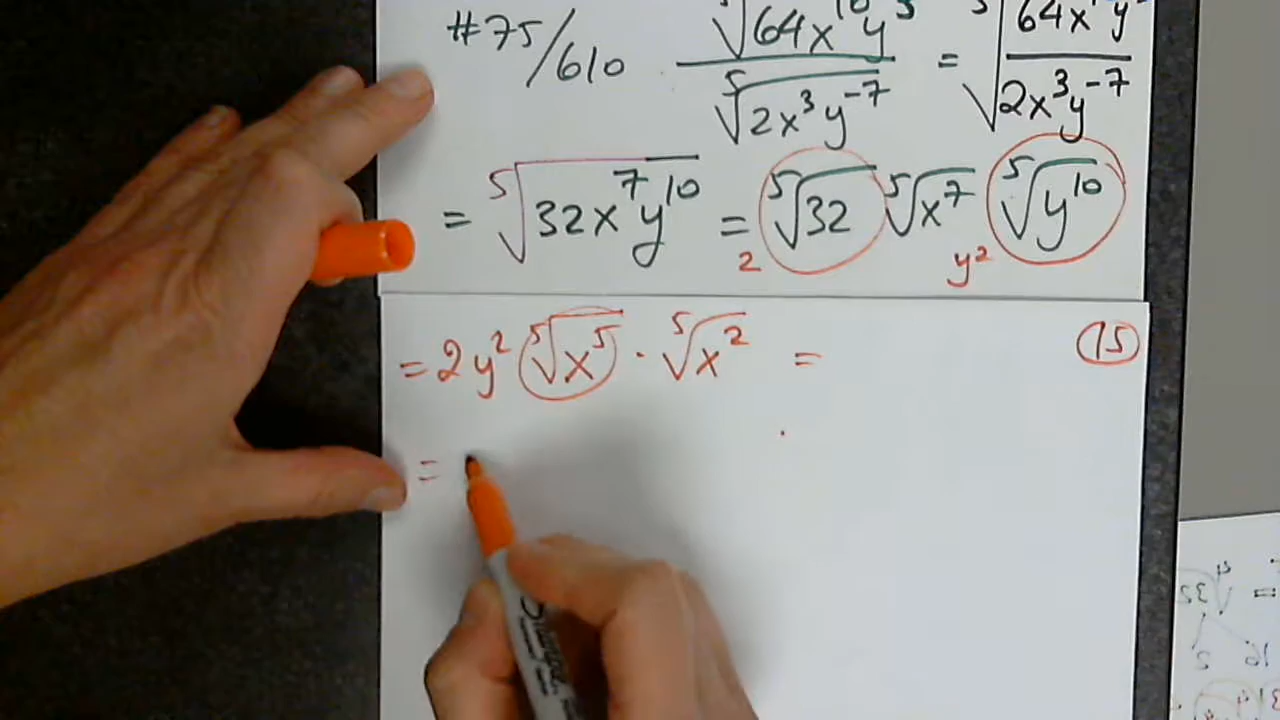 #75/610 ⁵√64x¹⁰y³ / ⁵√2x³y⁻⁷ = ⁵√(64x¹⁰y³ / 2x³y⁻⁷)
= ⁵√32x⁷y¹⁰ = ⁵√32 ⁵√x⁷ ⁵√y¹⁰
2 y²
= 2y² ⁵√x⁵ · ⁵√x² = 15
=